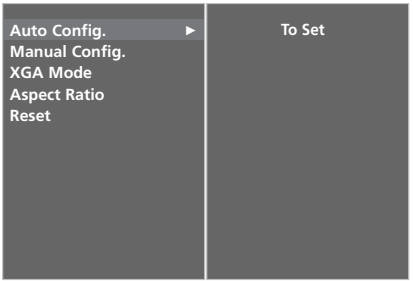 Auto Config. ► To Set
Manual Config.
XGA Mode
Aspect Ratio
Reset